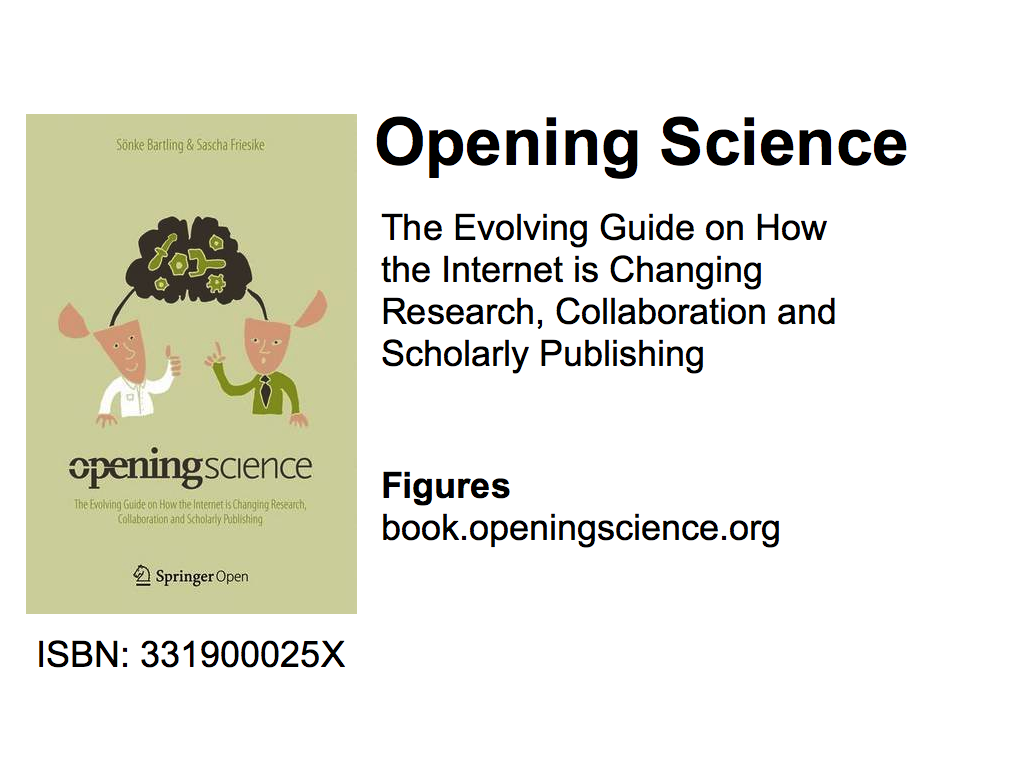 Sönke Bartling & Sascha Friesike
openingscience
The Evolving Guide on How the Internet is Changing Research,
Collaboration and Scholarly Publishing
Springer Open
ISBN: 331900025X
Opening Science
The Evolving Guide on How
the Internet is Changing
Research, Collaboration and
Scholarly Publishing
Figures
book.openingscience.org